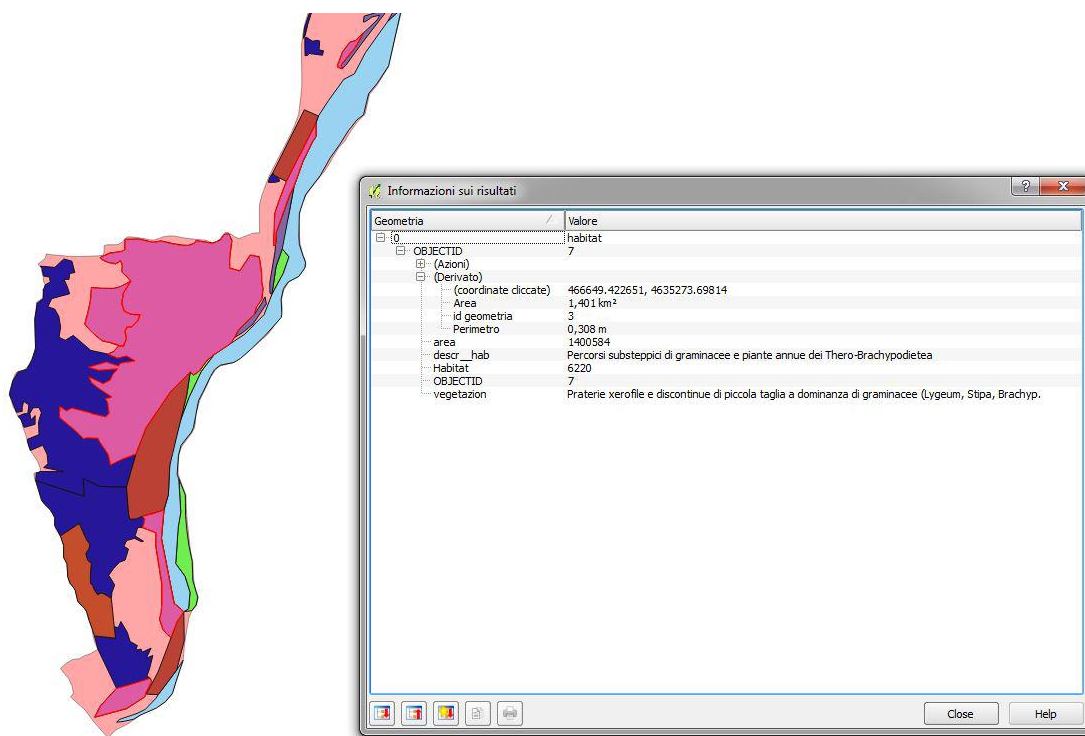 Informazioni sui risultati
Geometria Valore
0 habitat
OBJECTID 7
(Azioni)
(Derivato)
(coordinate cliccate) 466649.422651, 4635273.69814
Area 1,401 km²
id geometria 3
Perimetro 0,308 m
area 1400584
descr__hab Percorsi substeppici di graminacee e piante annue dei Thero-Brachypodietea
Habitat 6220
OBJECTID 7
vegetazion Praterie xerofile e discontinue di piccola taglia a dominanza di graminacee (Lygeum, Stipa, Brachyp.
Close Help